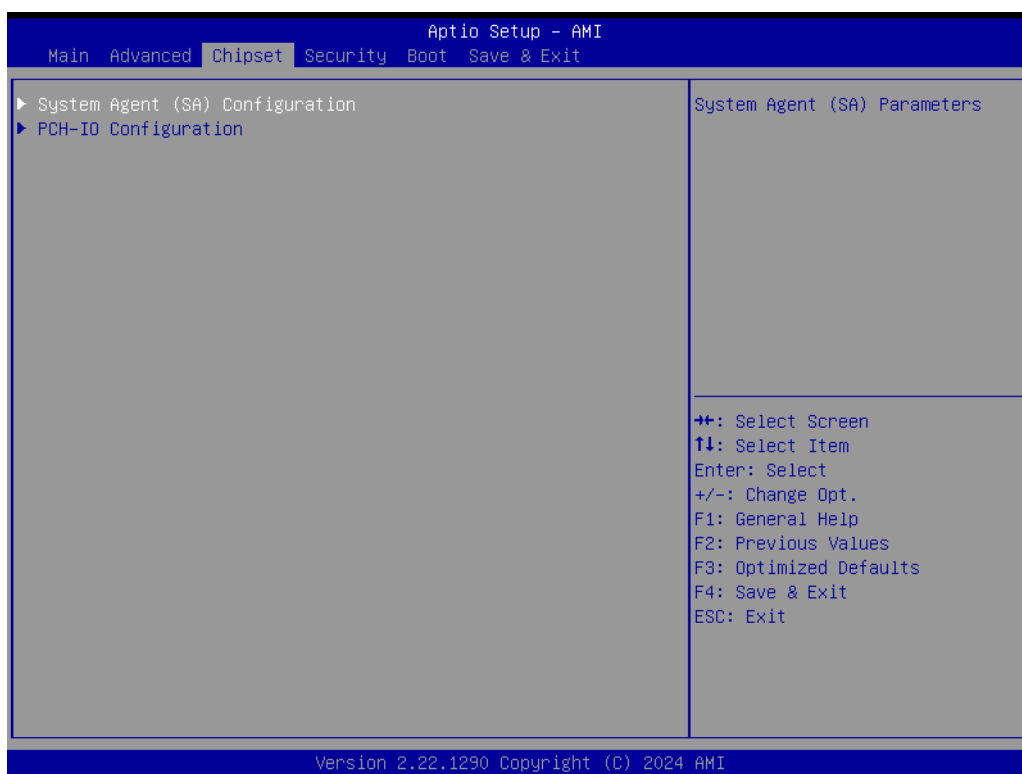 Aptio Setup – AMI
Main Advanced Chipset Security Boot Save & Exit
▶ System Agent (SA) Configuration
▶ PCH-IO Configuration
System Agent (SA) Parameters
→←: Select Screen
↑↓: Select Item
Enter: Select
+/-: Change Opt.
F1: General Help
F2: Previous Values
F3: Optimized Defaults
F4: Save & Exit
ESC: Exit
Version 2.22.1290 Copyright (C) 2024 AMI